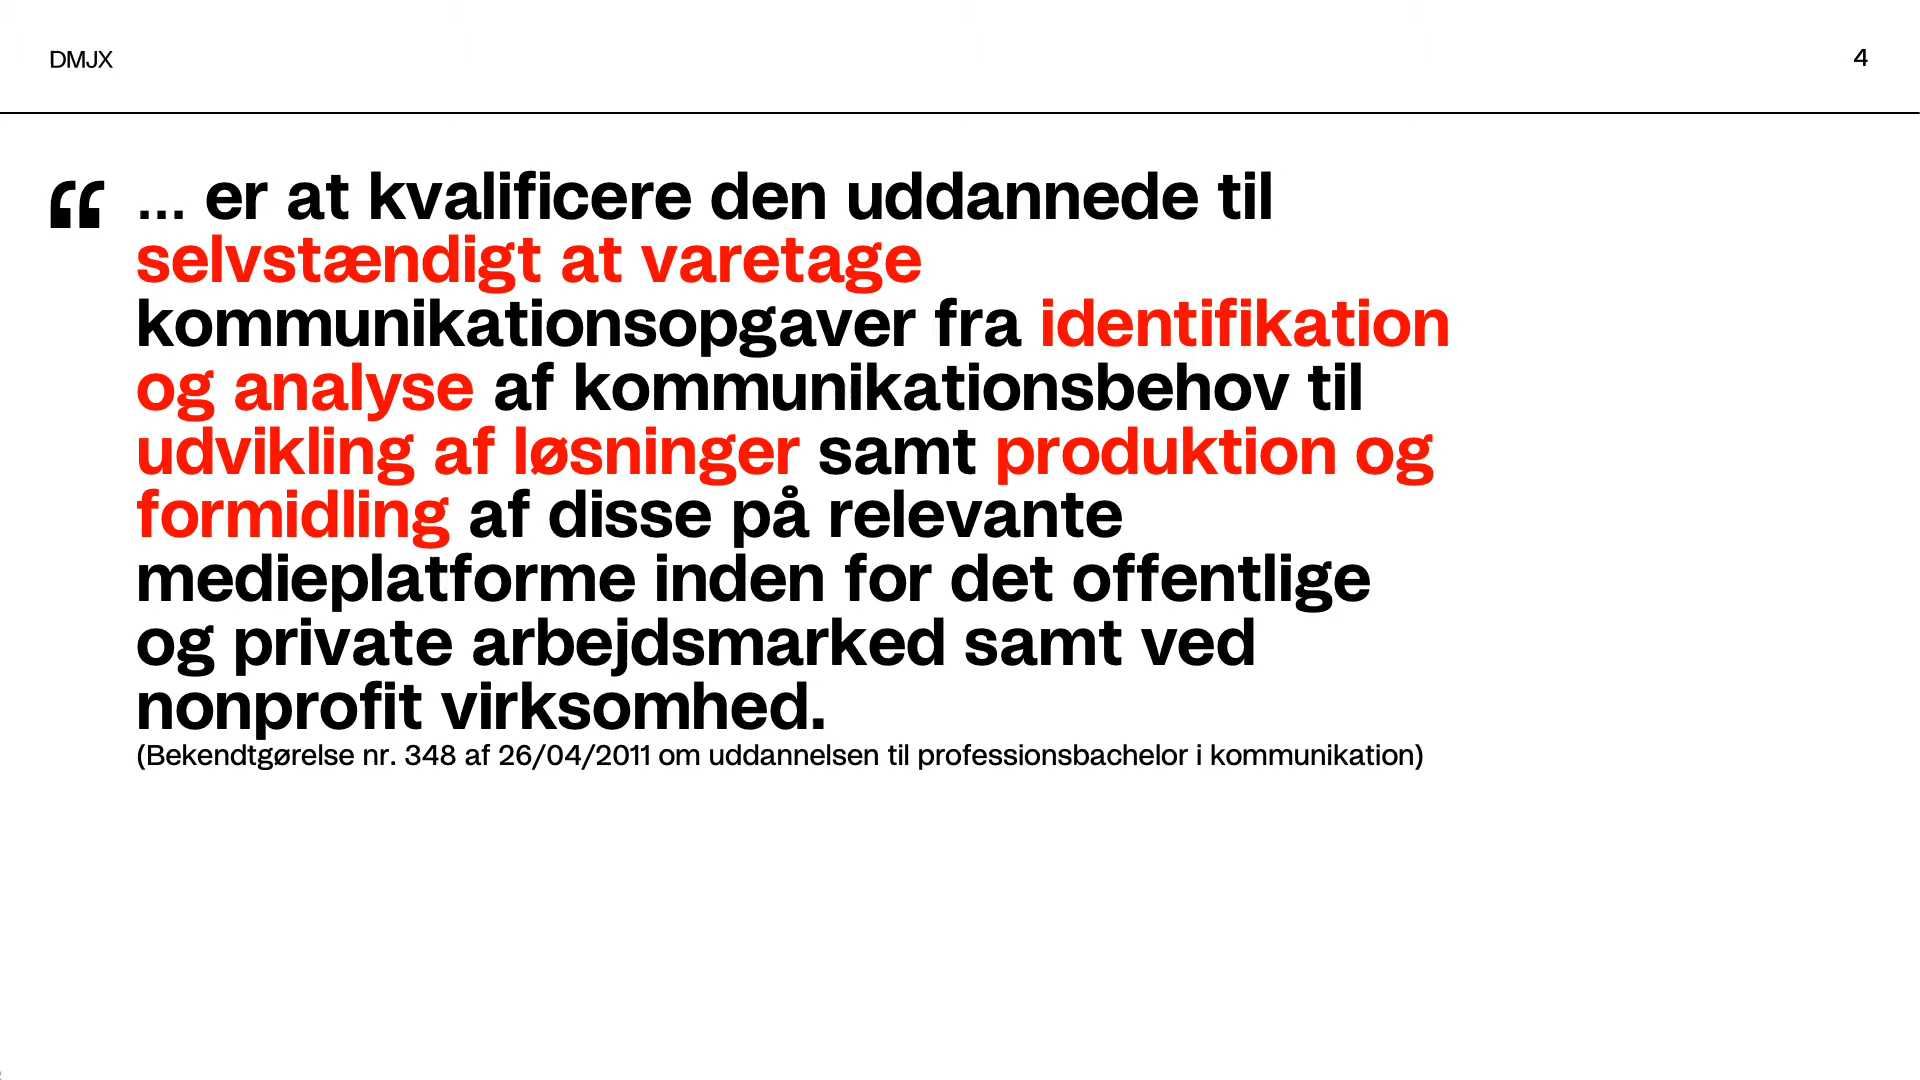 DMJX
4
“ ... er at kvalificere den uddannede til
selvstændigt at varetage
kommunikationsopgaver fra identifikation
og analyse af kommunikationsbehov til
udvikling af løsninger samt produktion og
formidling af disse på relevante
medieplatforme inden for det offentlige
og private arbejdsmarked samt ved
nonprofit virksomhed.
(Bekendtgørelse nr. 348 af 26/04/2011 om uddannelsen til professionsbachelor i kommunikation)